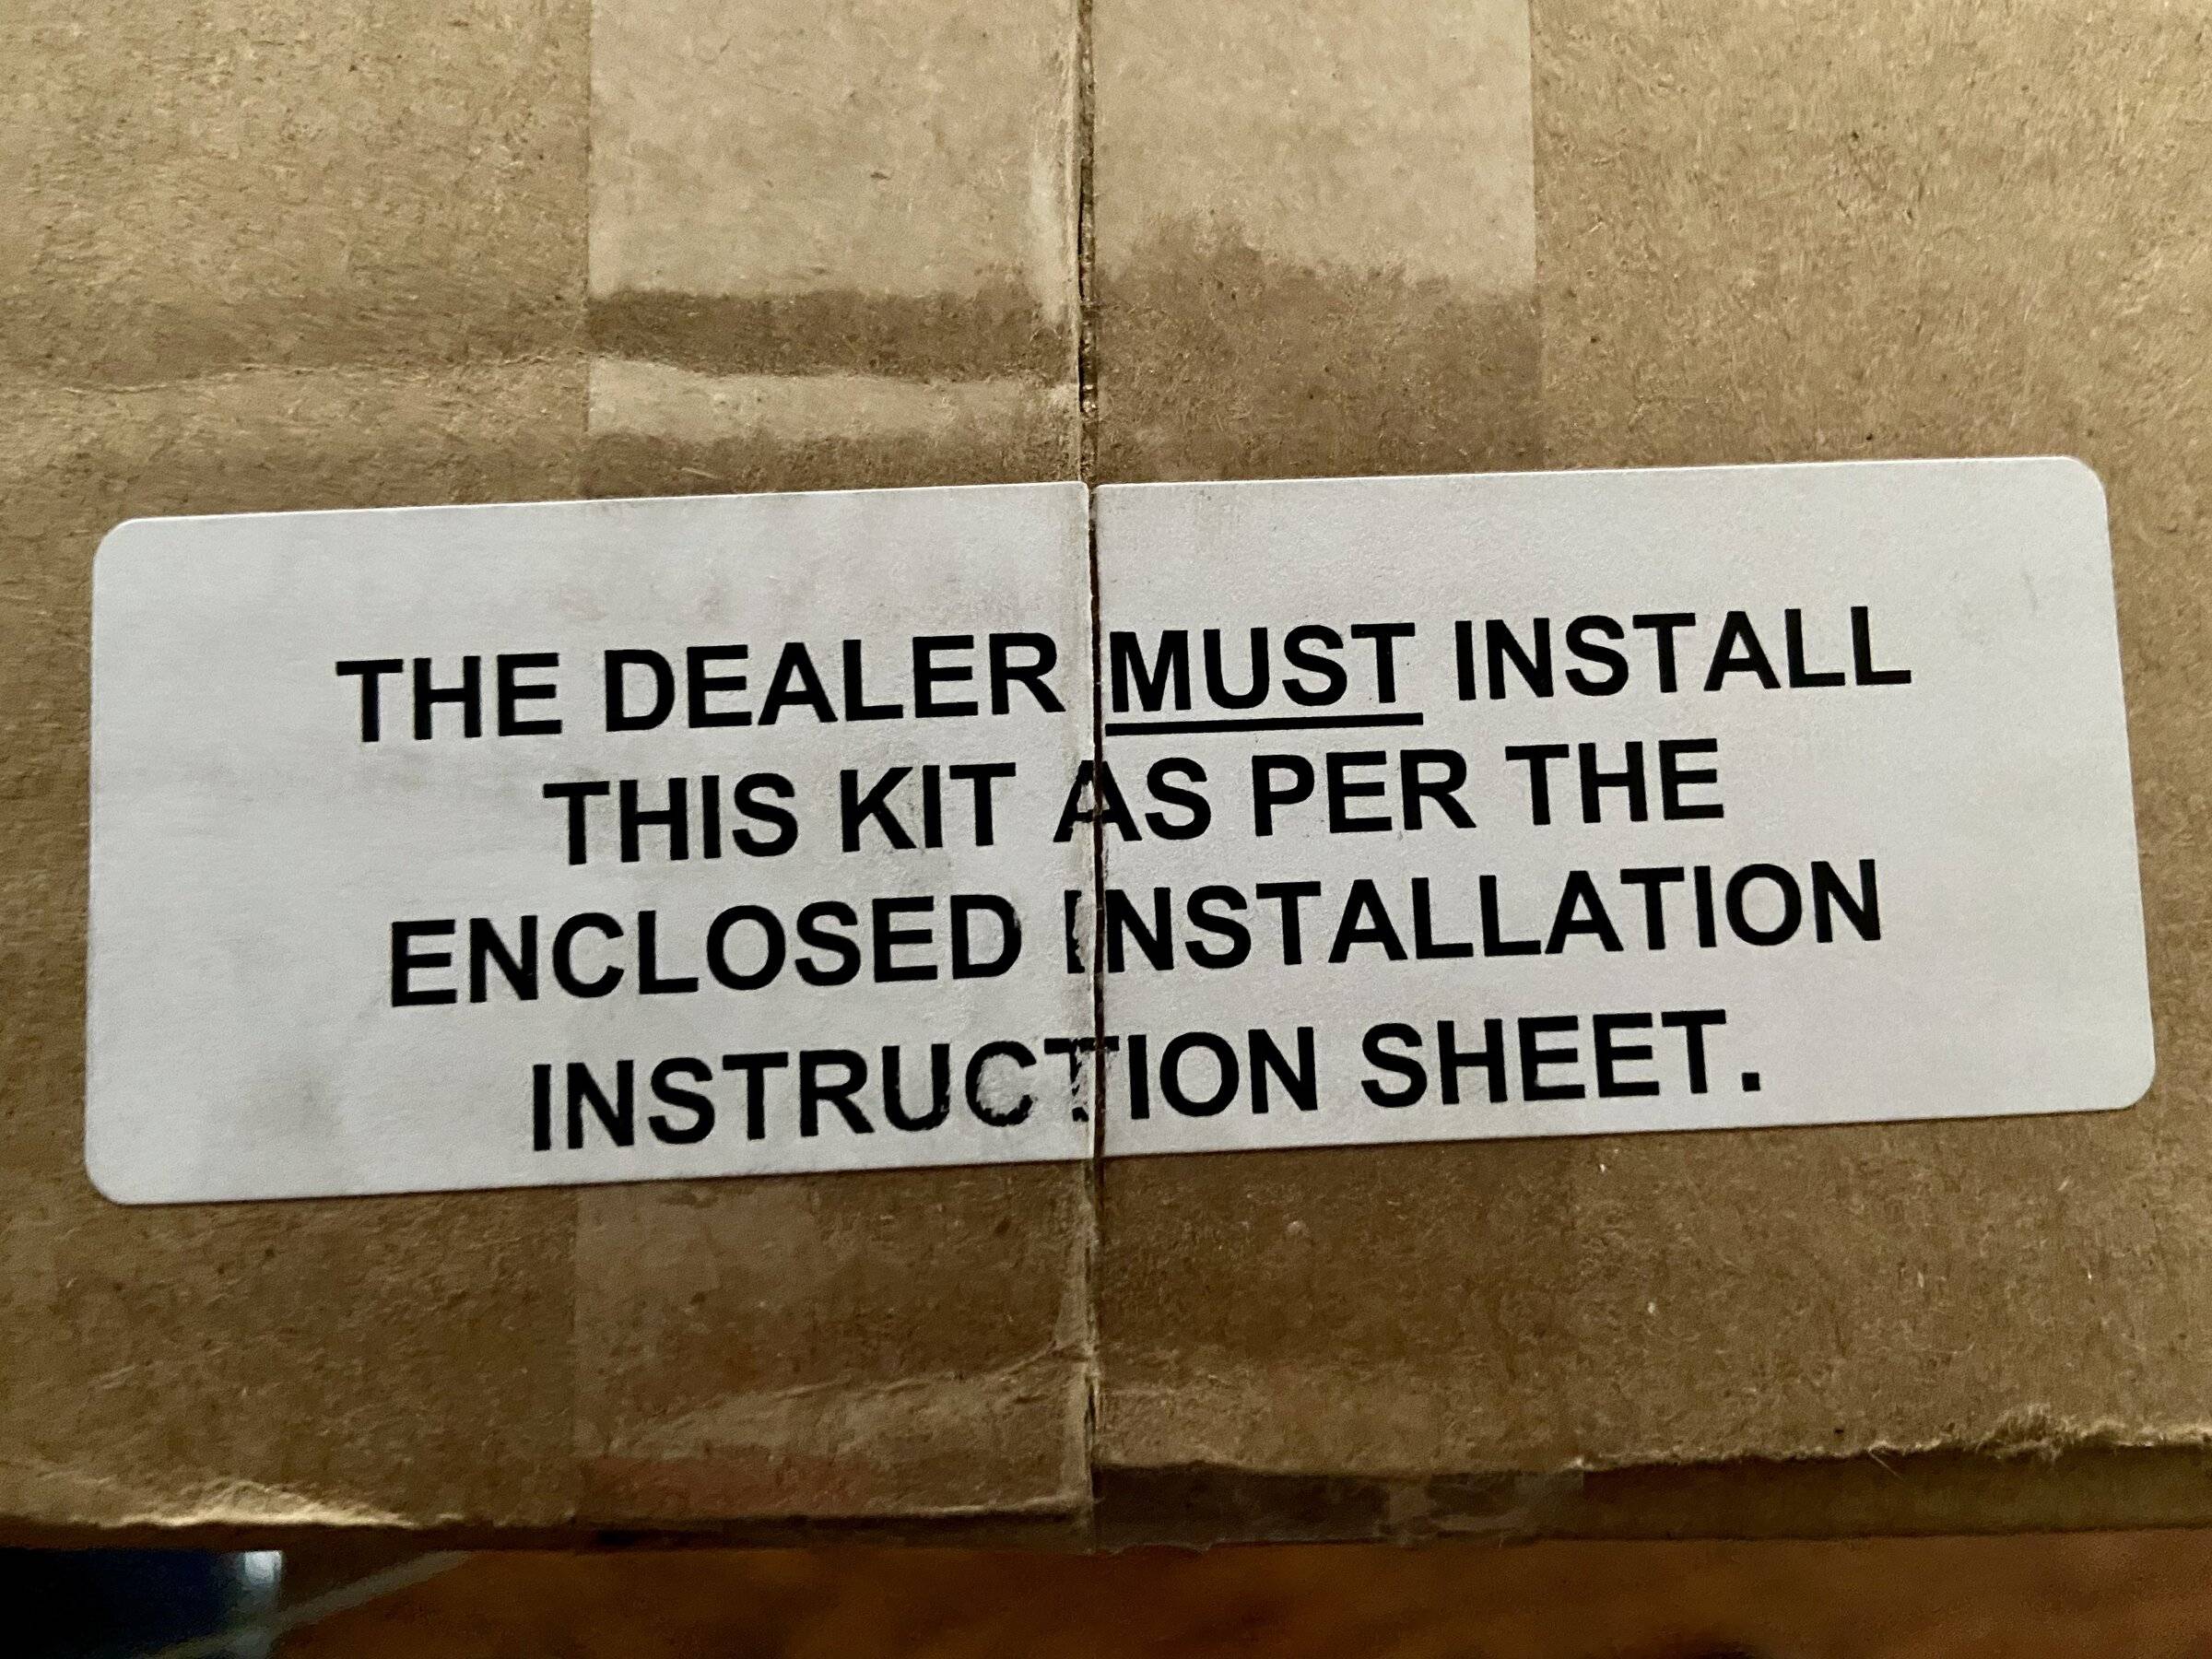 THE DEALER MUST INSTALL
THIS KIT AS PER THE
ENCLOSED INSTALLATION
INSTRUCTION SHEET.